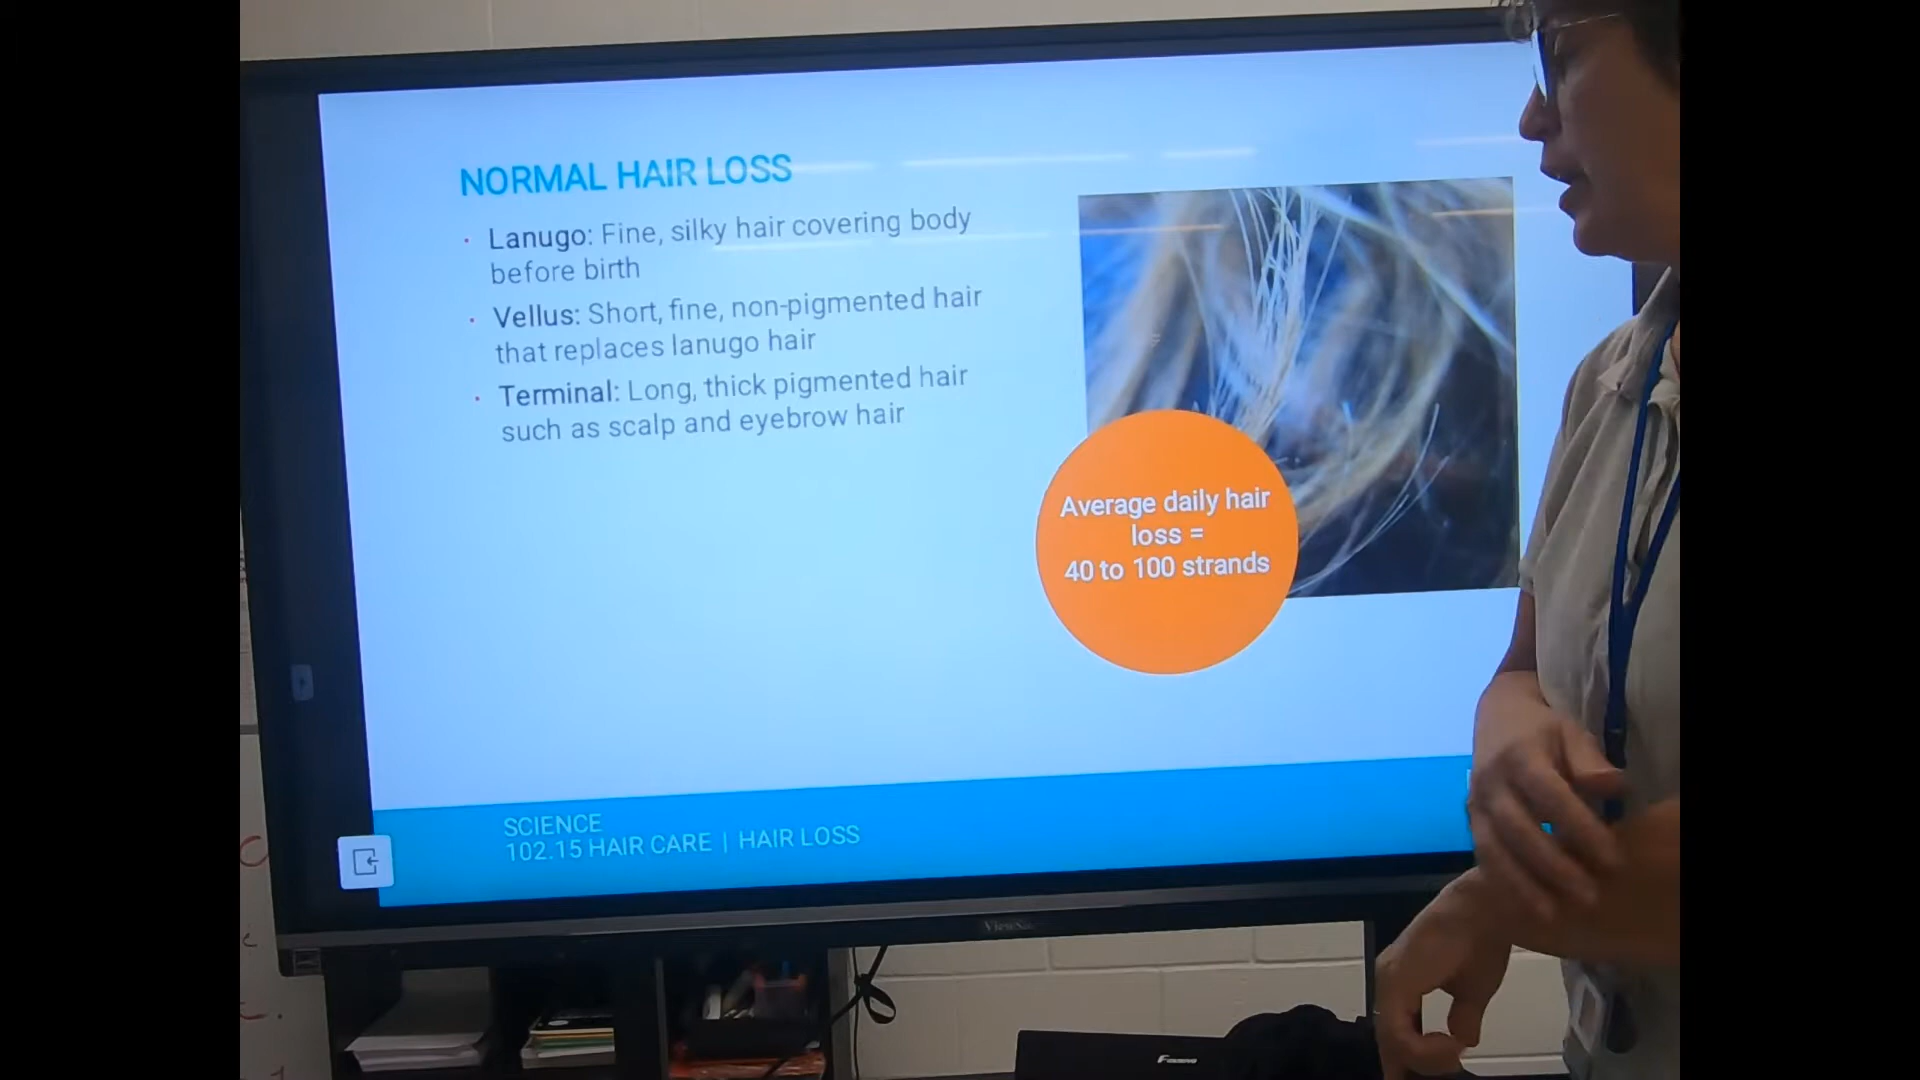 NORMAL HAIR LOSS
· Lanugo: Fine, silky hair covering body
before birth
· Vellus: Short, fine, non-pigmented hair
that replaces lanugo hair
· Terminal: Long, thick pigmented hair
such as scalp and eyebrow hair
Average daily hair
loss =
40 to 100 strands
SCIENCE
102.15 HAIR CARE | HAIR LOSS